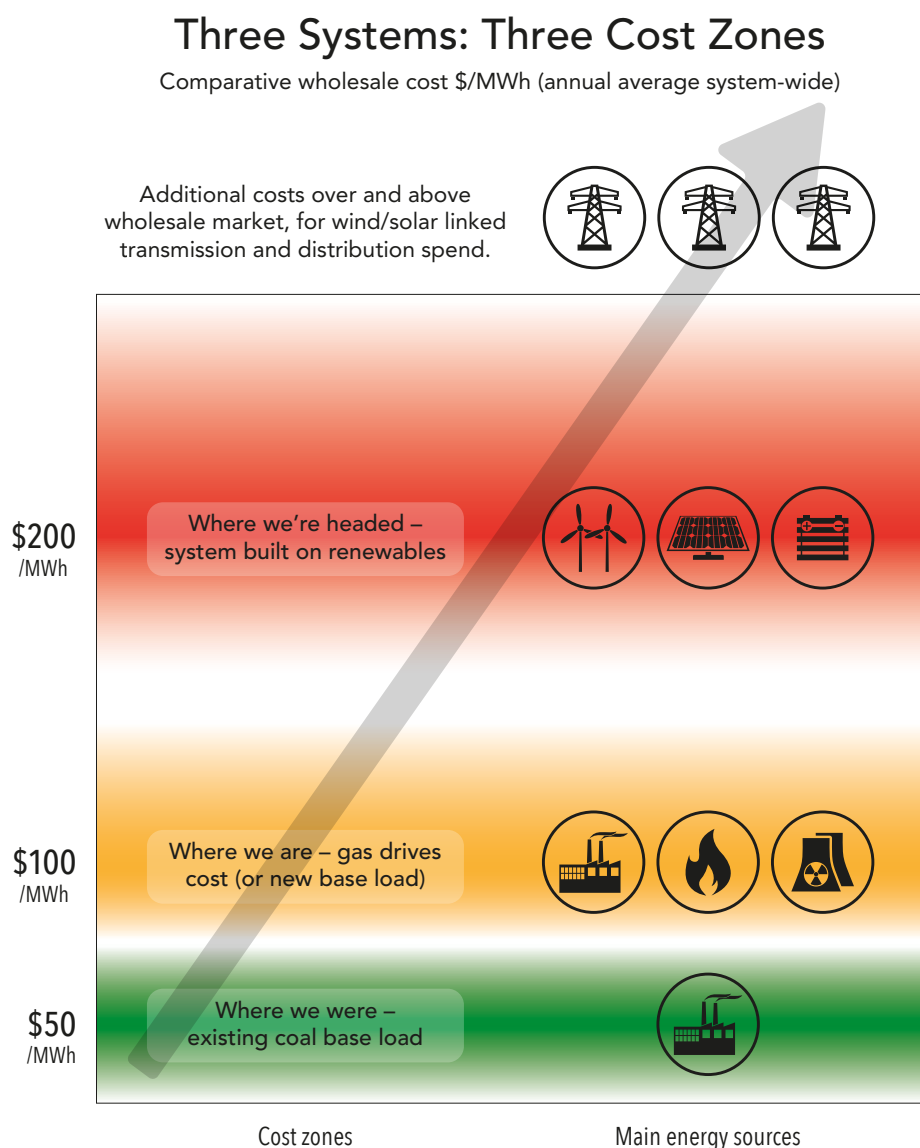 Three Systems: Three Cost Zones
Comparative wholesale cost $/MWh (annual average system-wide)
Additional costs over and above
wholesale market, for wind/solar linked
transmission and distribution spend.
$200
/MWh
Where we’re headed –
system built on renewables
$100
/MWh
Where we are – gas drives
cost (or new base load)
$50
/MWh
Where we were –
existing coal base load
Cost zones
Main energy sources